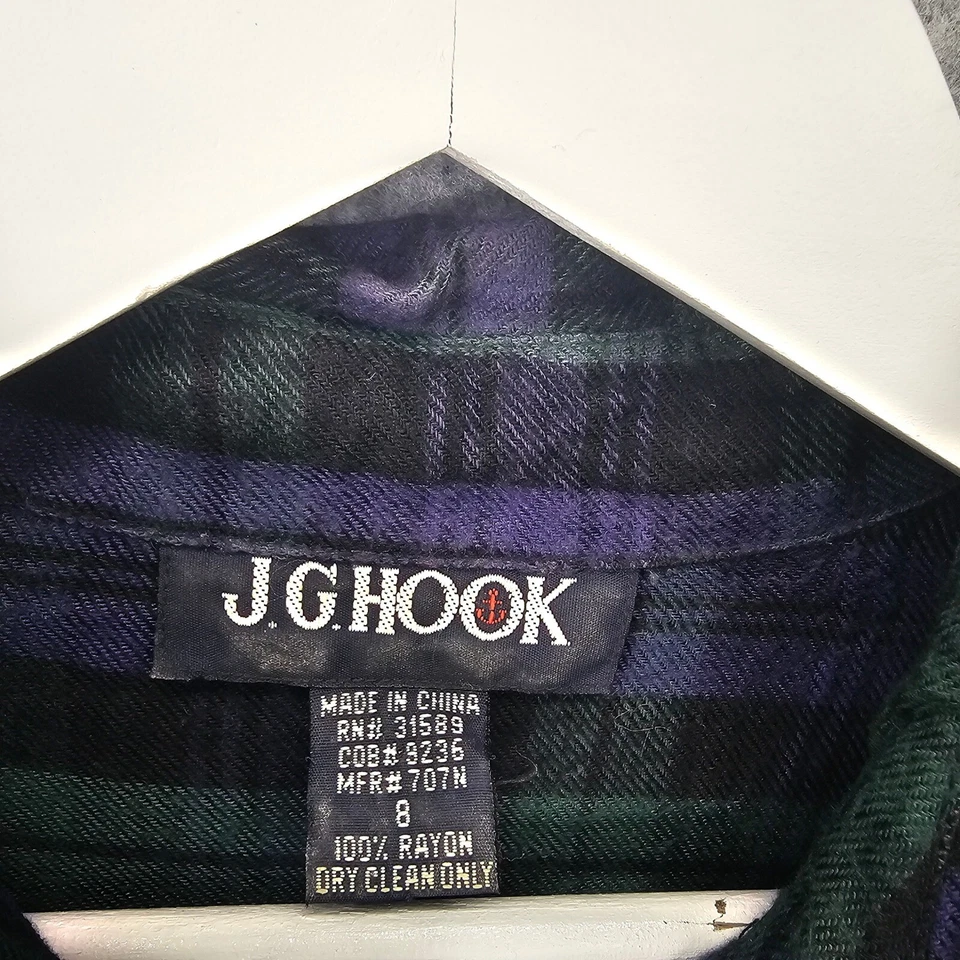 J.G.HOOK
MADE IN CHINA
RN# 31589
COB# 9236
MFR# 707N
8
100% RAYON
DRY CLEAN ONLY